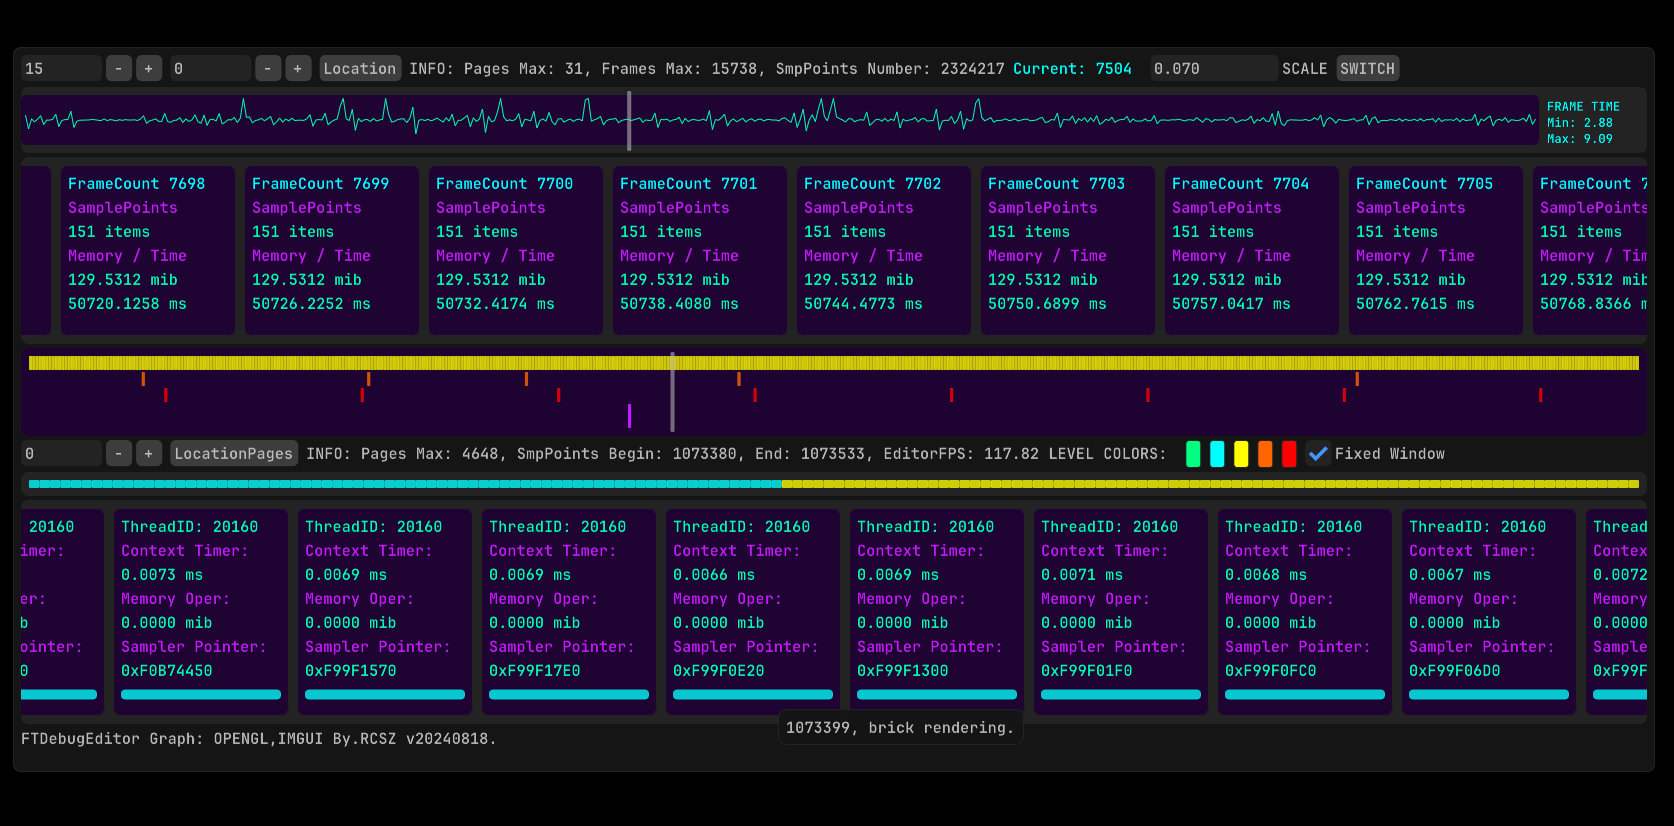 15 - + 0 - + Location INFO: Pages Max: 31, Frames Max: 15738, SmpPoints Number: 2324217 Current: 7504 0.070 SCALE SWITCH
FRAME TIME
Min: 2.88
Max: 9.09
FrameCount 7698 FrameCount 7699 FrameCount 7700 FrameCount 7701 FrameCount 7702 FrameCount 7703 FrameCount 7704 FrameCount 7705 FrameCount 7
SamplePoints SamplePoints SamplePoints SamplePoints SamplePoints SamplePoints SamplePoints SamplePoints SamplePoints
151 items 151 items 151 items 151 items 151 items 151 items 151 items 151 items 151 items
Memory / Time Memory / Time Memory / Time Memory / Time Memory / Time Memory / Time Memory / Time Memory / Time Memory / Tim
129.5312 mib 129.5312 mib 129.5312 mib 129.5312 mib 129.5312 mib 129.5312 mib 129.5312 mib 129.5312 mib 129.5312 mib
50720.1258 ms 50726.2252 ms 50732.4174 ms 50738.4080 ms 50744.4773 ms 50750.6899 ms 50757.0417 ms 50762.7615 ms 50768.8366 m
0 - + LocationPages INFO: Pages Max: 4648, SmpPoints Begin: 1073380, End: 1073533, EditorFPS: 117.82 LEVEL COLORS: Fixed Window
20160 ThreadID: 20160 ThreadID: 20160 ThreadID: 20160 ThreadID: 20160 ThreadID: 20160 ThreadID: 20160 ThreadID: 20160 ThreadID: 20160 Thread
imer: Context Timer: Context Timer: Context Timer: Context Timer: Context Timer: Context Timer: Context Timer: Context Timer: Contex
0.0073 ms 0.0069 ms 0.0069 ms 0.0066 ms 0.0069 ms 0.0071 ms 0.0068 ms 0.0067 ms 0.0072
er: Memory Oper: Memory Oper: Memory Oper: Memory Oper: Memory Oper: Memory Oper: Memory Oper: Memory Oper: Memory
b 0.0000 mib 0.0000 mib 0.0000 mib 0.0000 mib 0.0000 mib 0.0000 mib 0.0000 mib 0.0000 mib 0.0000
ointer: Sampler Pointer: Sampler Pointer: Sampler Pointer: Sampler Pointer: Sampler Pointer: Sampler Pointer: Sampler Pointer: Sampler Pointer: Sample
0 0xF0B74450 0xF99F1570 0xF99F17E0 0xF99F0E20 0xF99F1300 0xF99F01F0 0xF99F0FC0 0xF99F06D0 0xF99F
1073399, brick rendering.
FTDebugEditor Graph: OPENGL,IMGUI By.RCSZ v20240818.